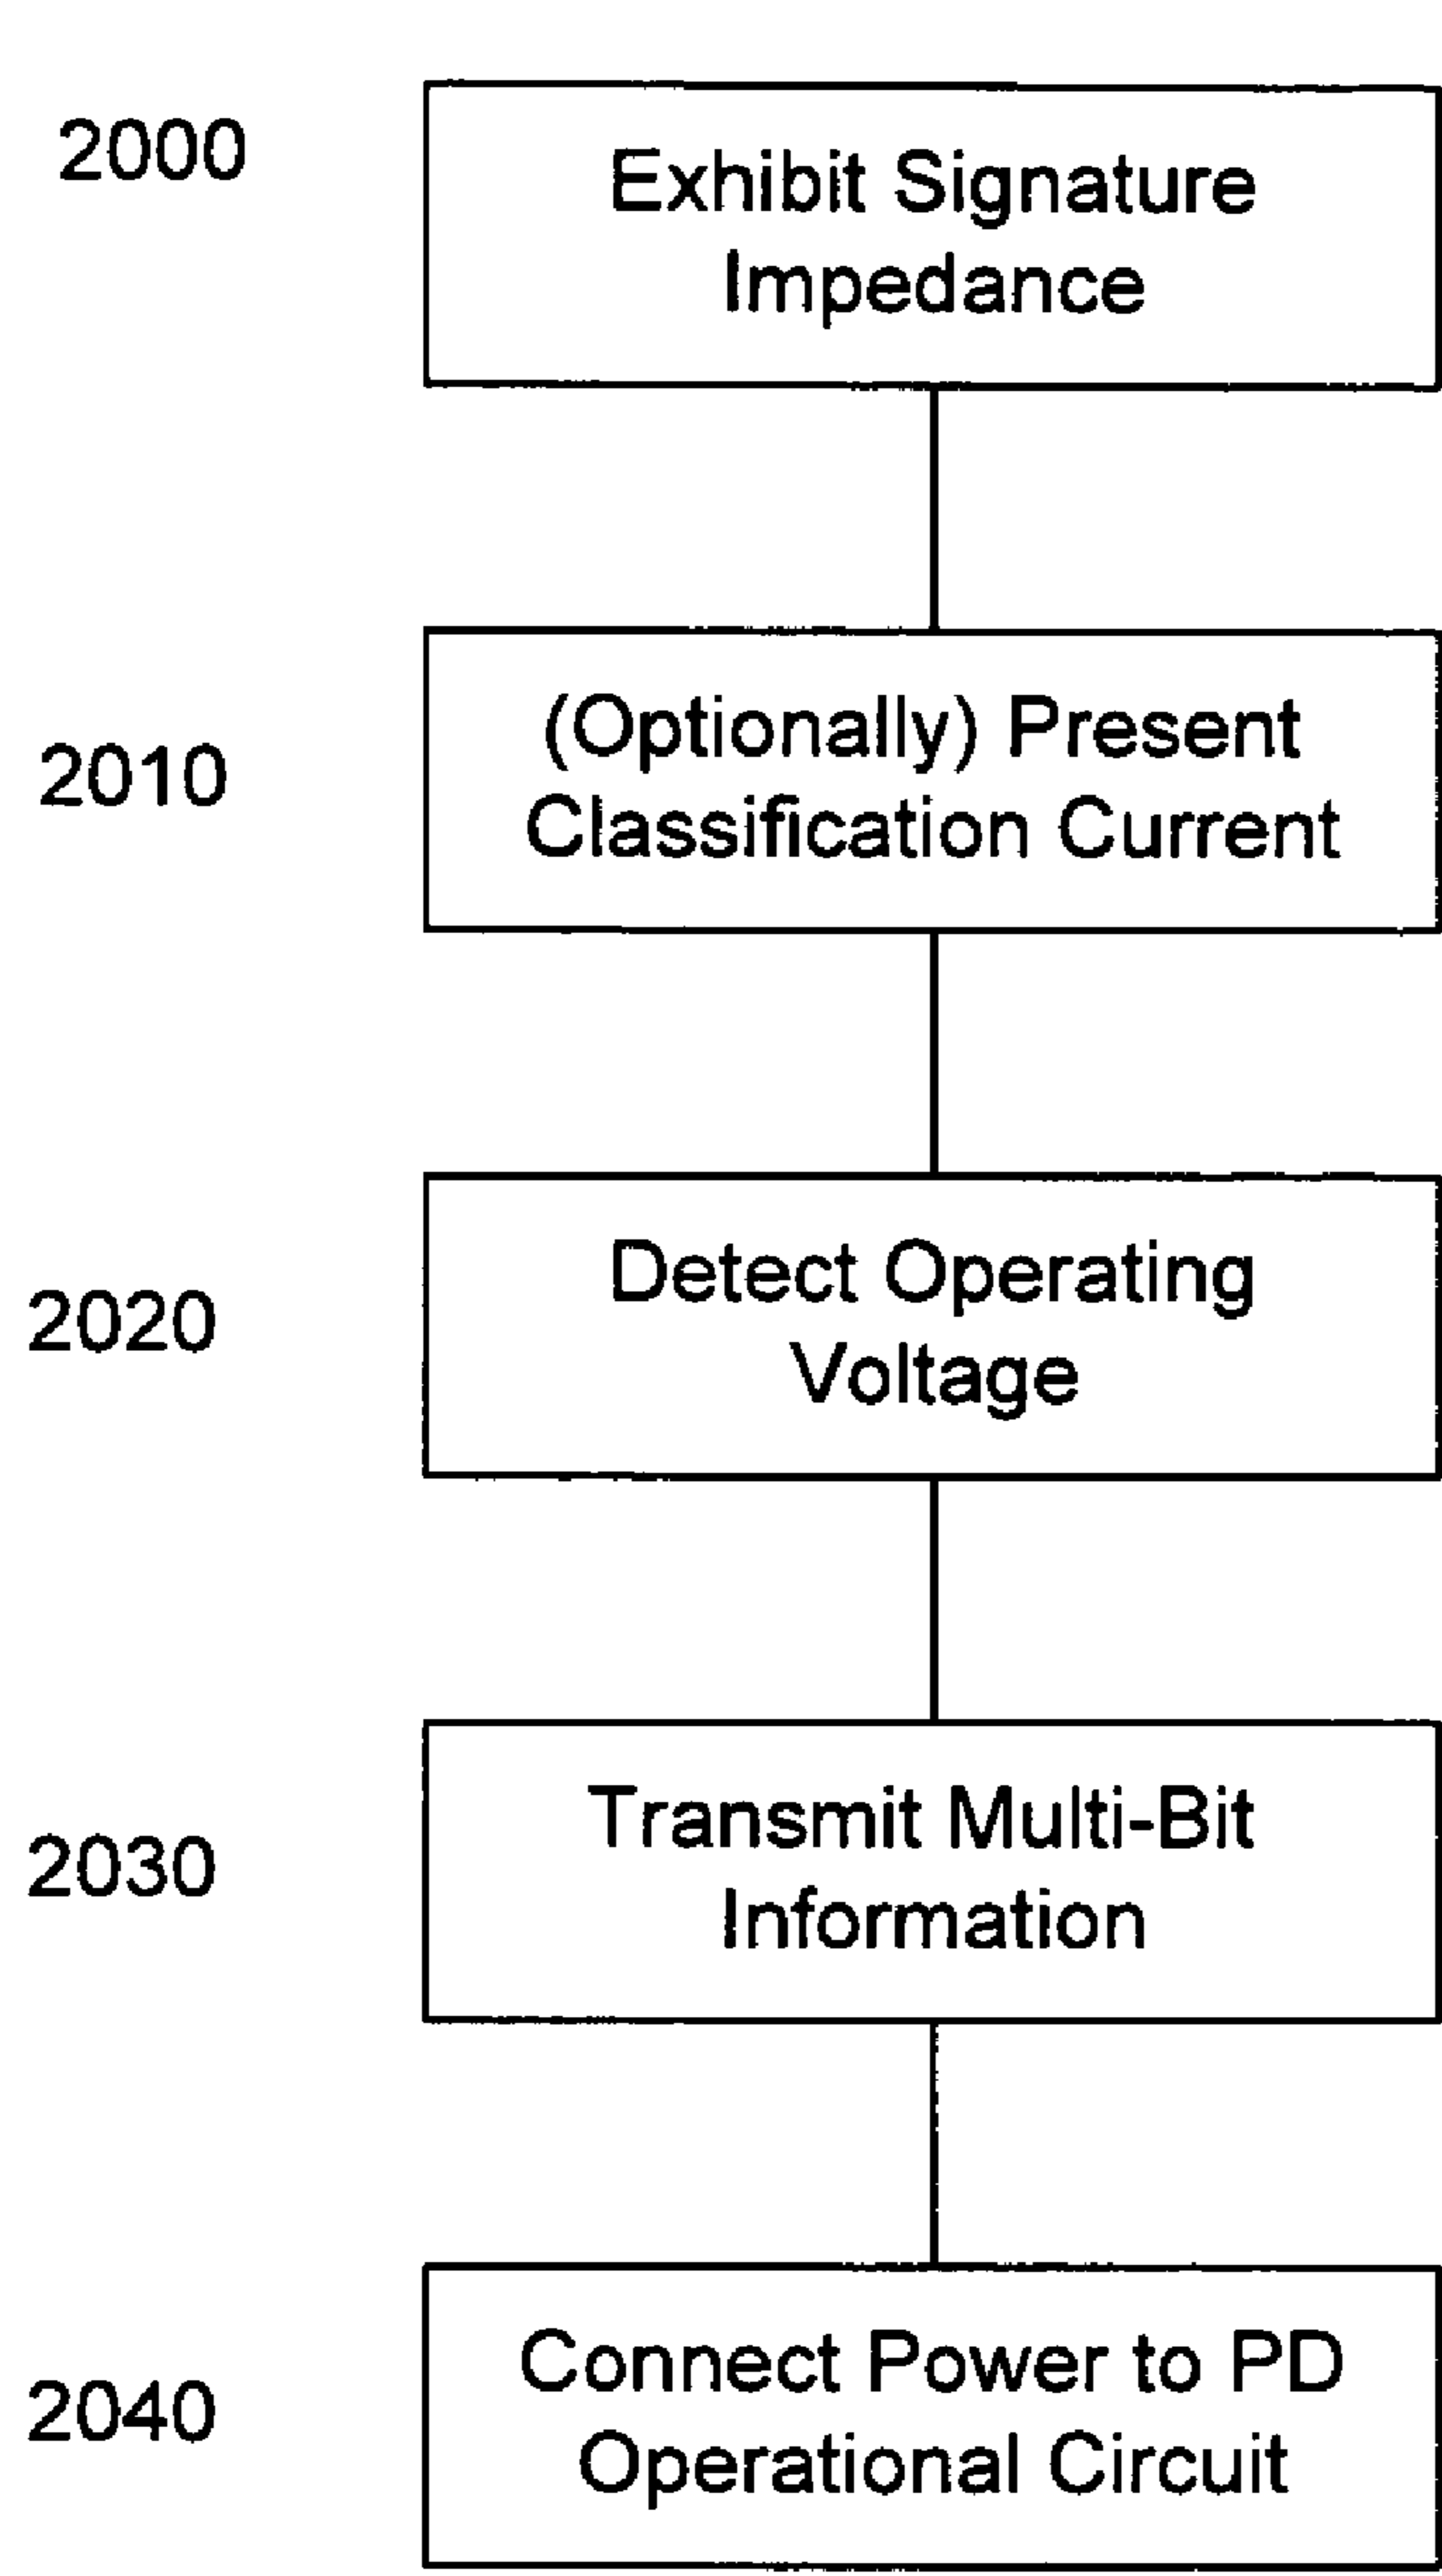 2000
Exhibit Signature
Impedance
2010
(Optionally) Present
Classification Current
2020
Detect Operating
Voltage
2030
Transmit Multi-Bit
Information
2040
Connect Power to PD
Operational Circuit